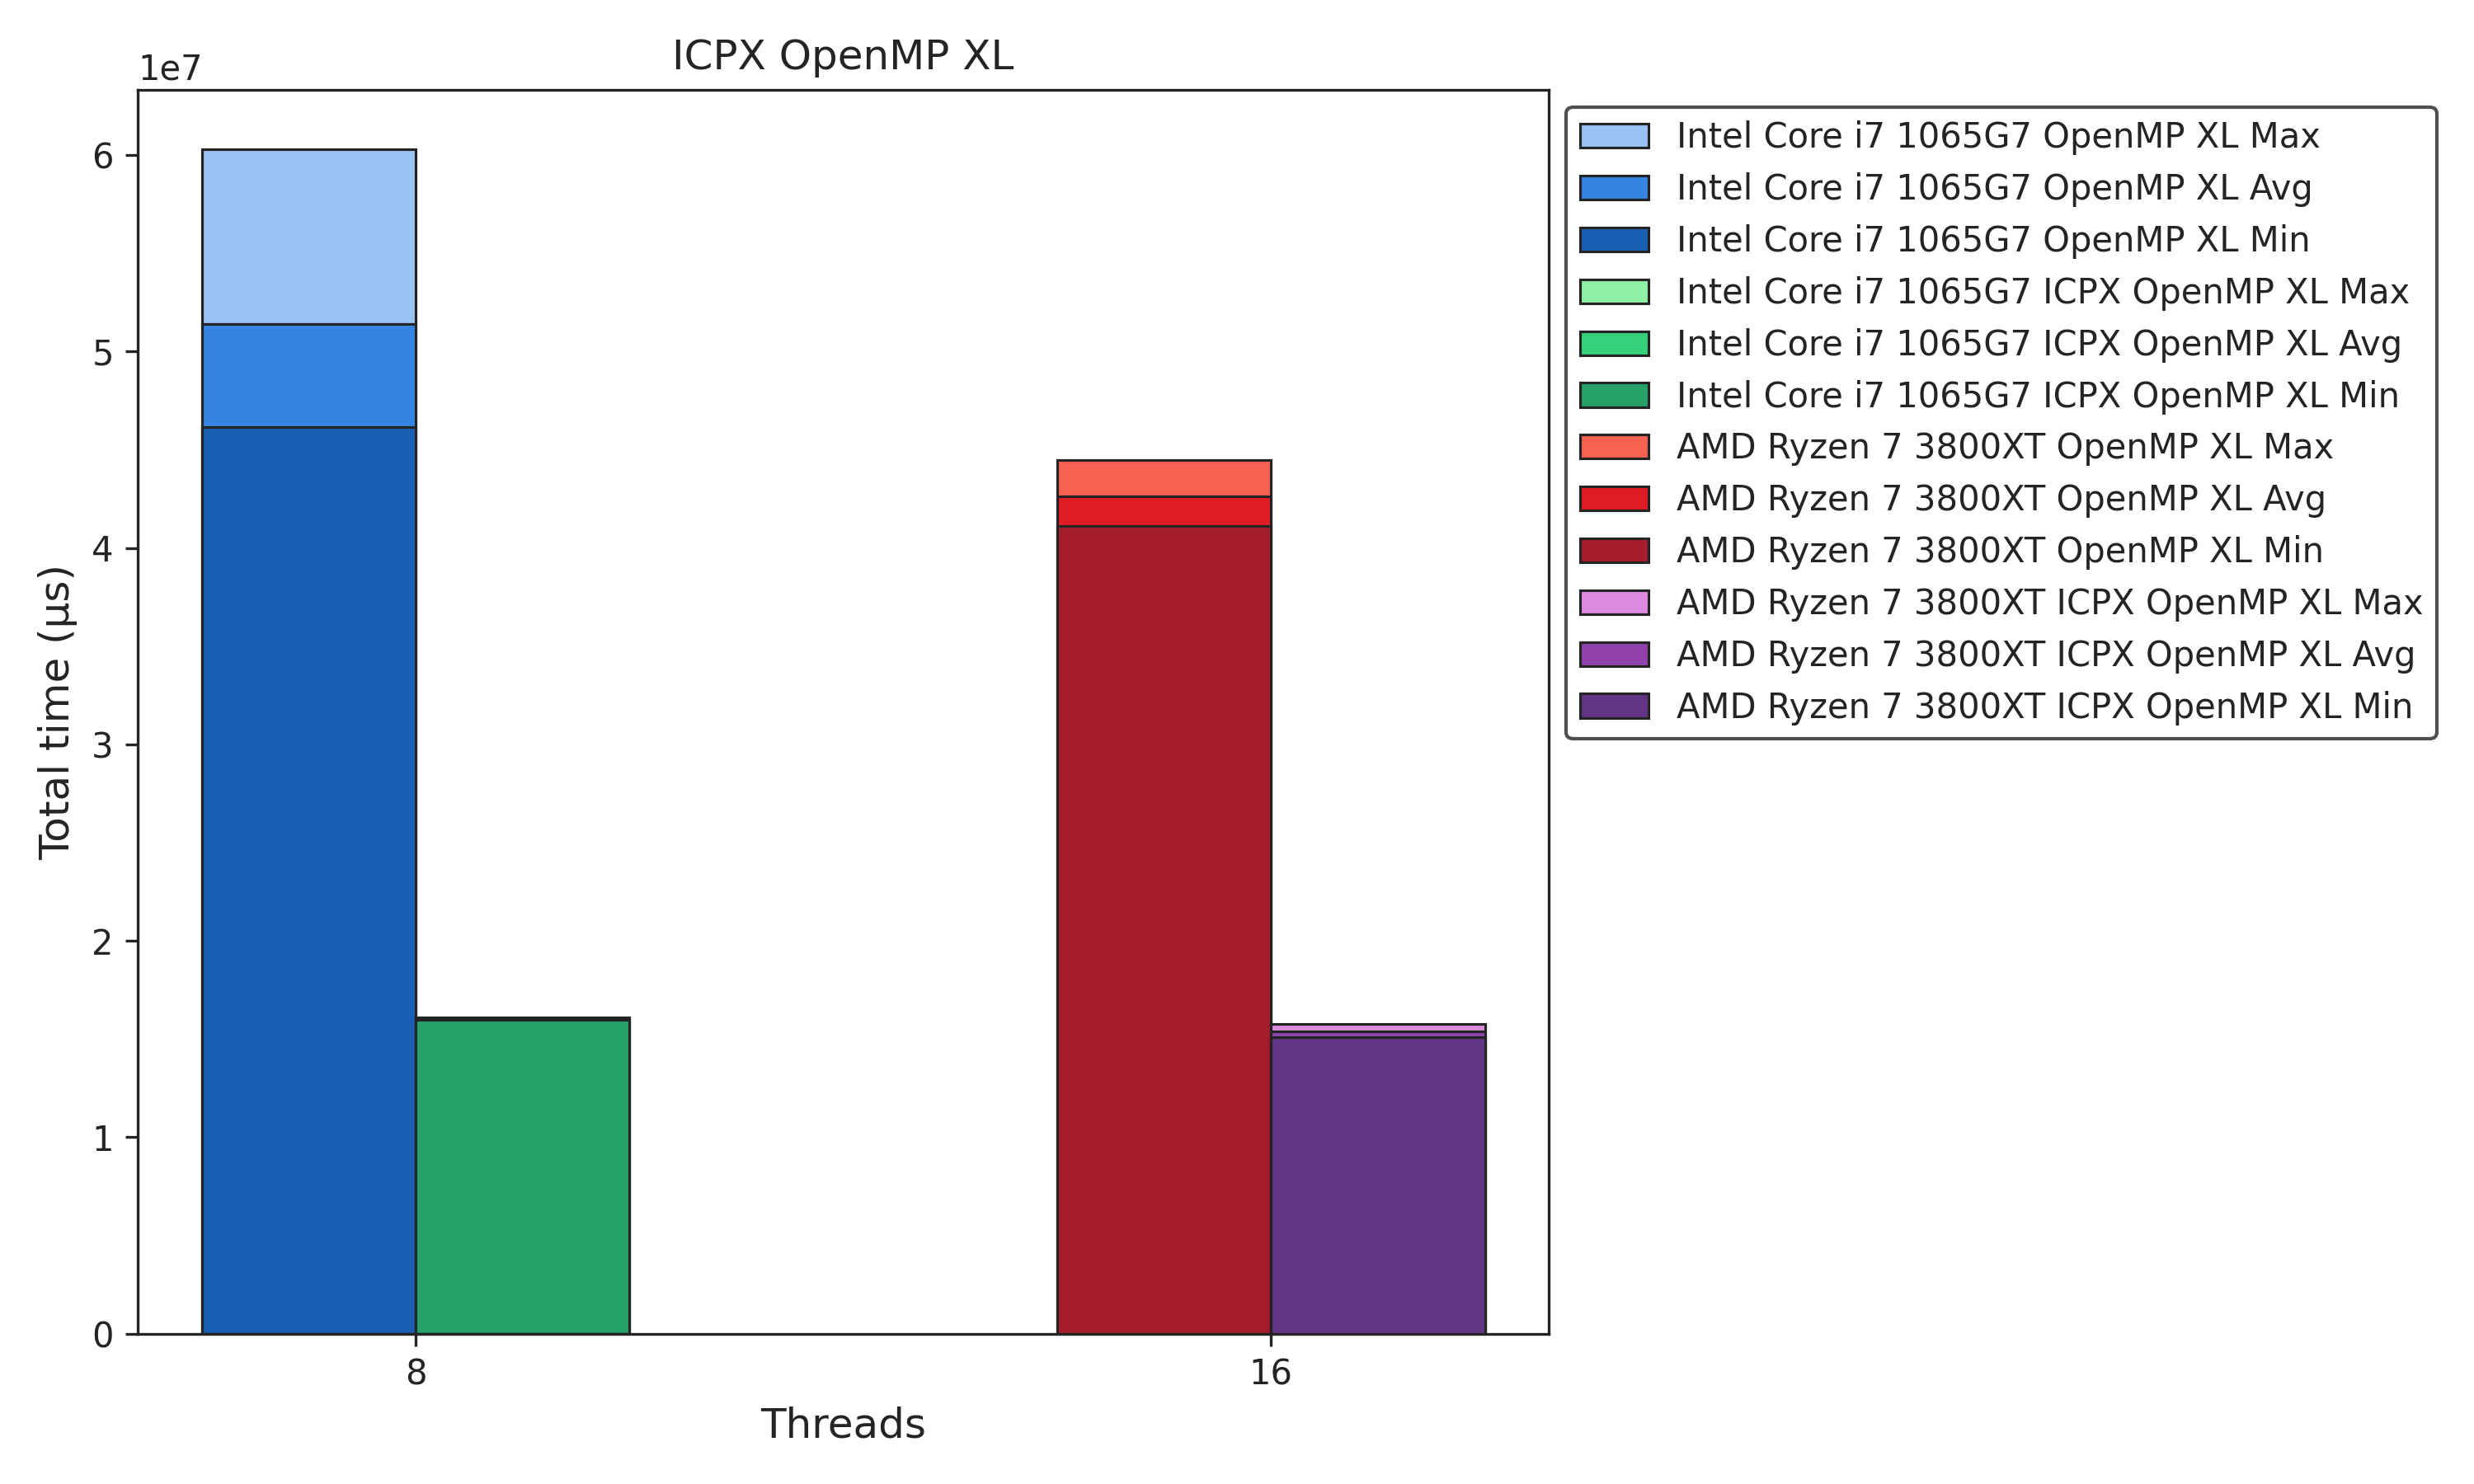 ICPX OpenMP XL
1e7
6
5
4
3
2
1
0
Total time (µs)
8
16
Threads
Intel Core i7 1065G7 OpenMP XL Max
Intel Core i7 1065G7 OpenMP XL Avg
Intel Core i7 1065G7 OpenMP XL Min
Intel Core i7 1065G7 ICPX OpenMP XL Max
Intel Core i7 1065G7 ICPX OpenMP XL Avg
Intel Core i7 1065G7 ICPX OpenMP XL Min
AMD Ryzen 7 3800XT OpenMP XL Max
AMD Ryzen 7 3800XT OpenMP XL Avg
AMD Ryzen 7 3800XT OpenMP XL Min
AMD Ryzen 7 3800XT ICPX OpenMP XL Max
AMD Ryzen 7 3800XT ICPX OpenMP XL Avg
AMD Ryzen 7 3800XT ICPX OpenMP XL Min